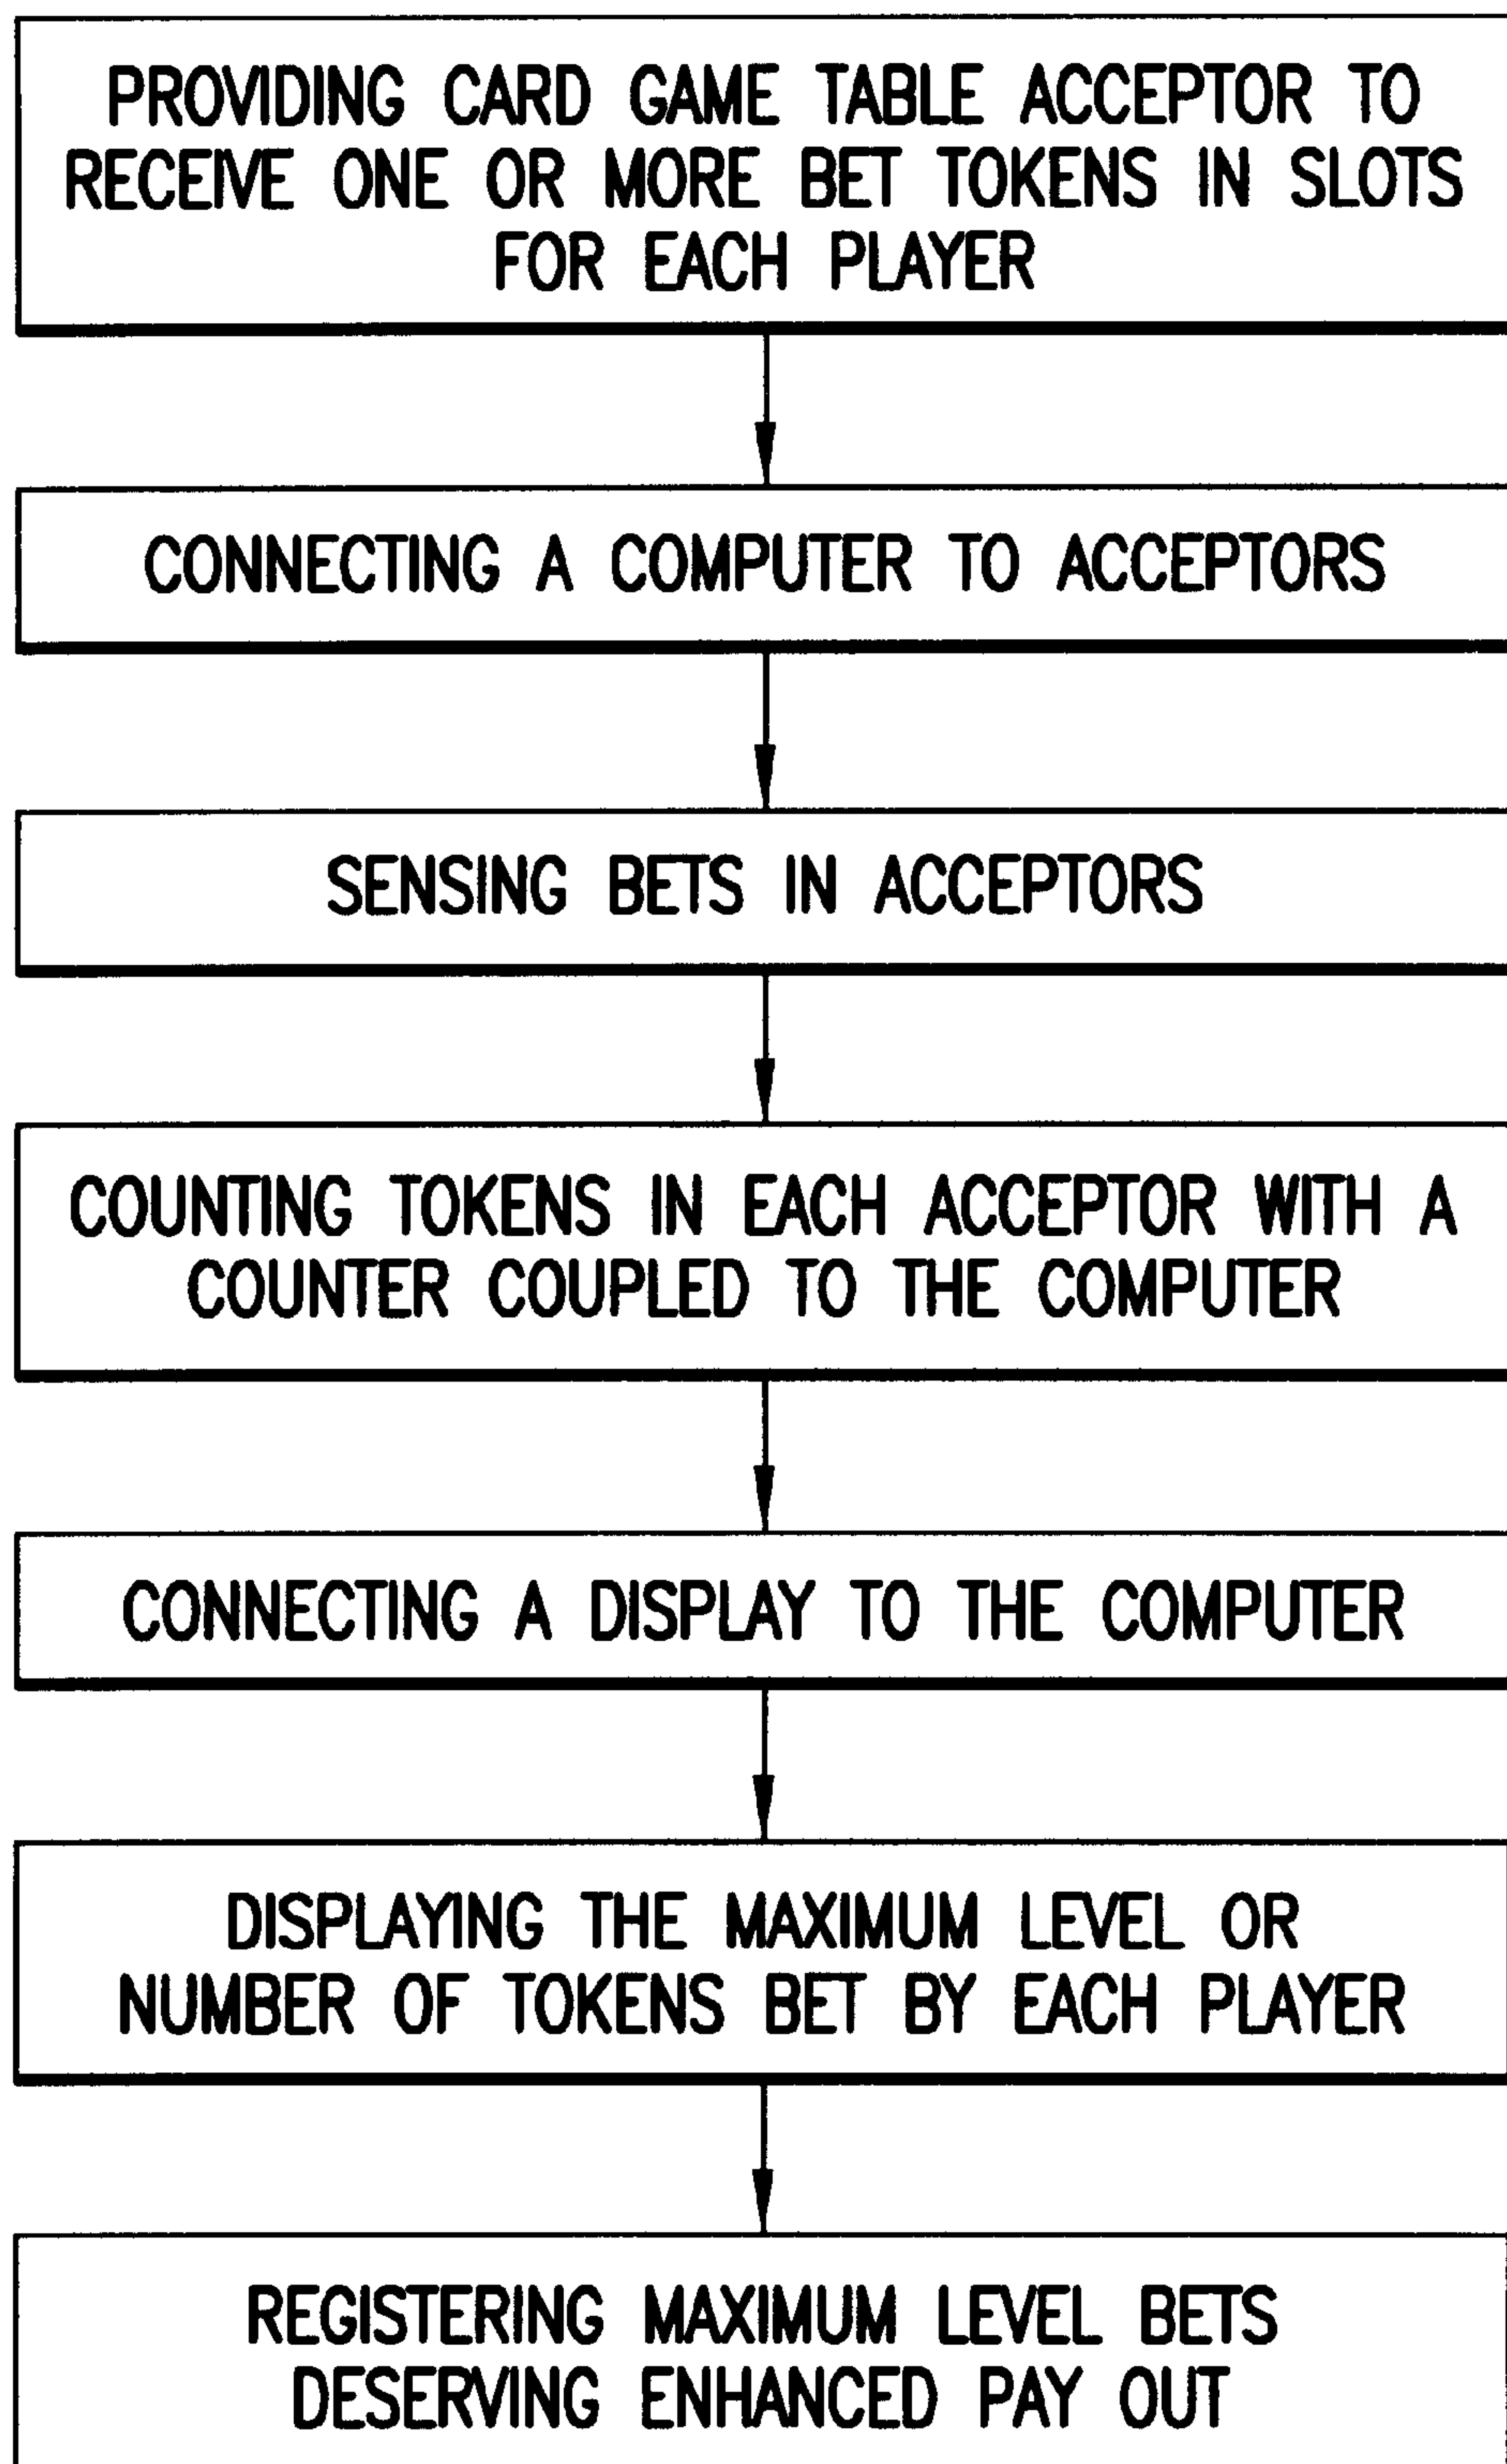 PROVIDING CARD GAME TABLE ACCEPTOR TO
RECEIVE ONE OR MORE BET TOKENS IN SLOTS
FOR EACH PLAYER
CONNECTING A COMPUTER TO ACCEPTORS
SENSING BETS IN ACCEPTORS
COUNTING TOKENS IN EACH ACCEPTOR WITH A
COUNTER COUPLED TO THE COMPUTER
CONNECTING A DISPLAY TO THE COMPUTER
DISPLAYING THE MAXIMUM LEVEL OR
NUMBER OF TOKENS BET BY EACH PLAYER
REGISTERING MAXIMUM LEVEL BETS
DESERVING ENHANCED PAY OUT